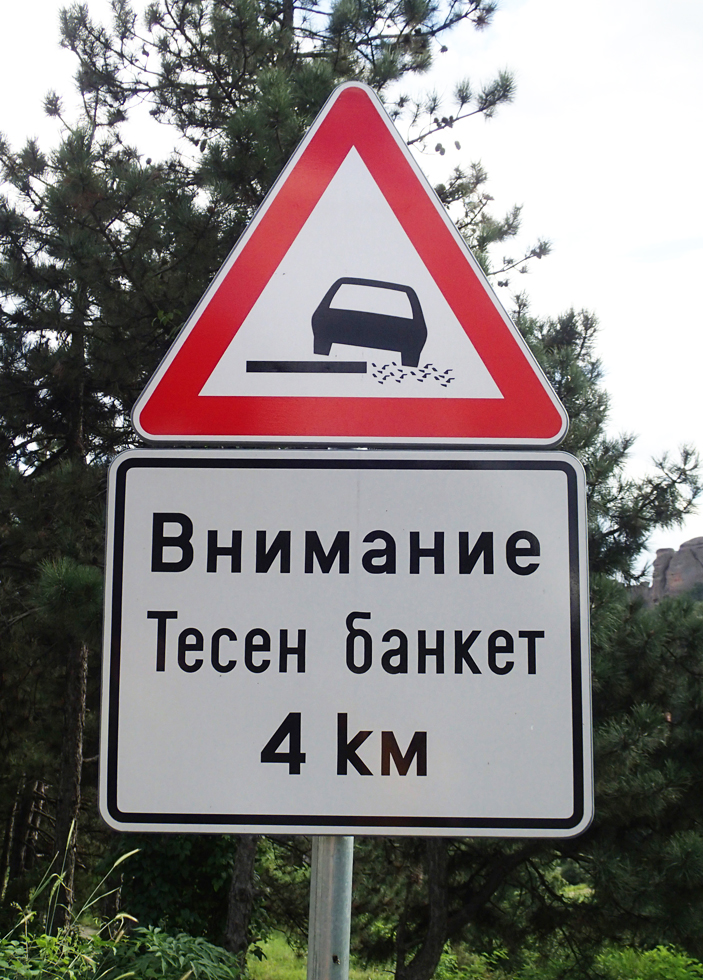 Внимание
Тесен банкет
4 км